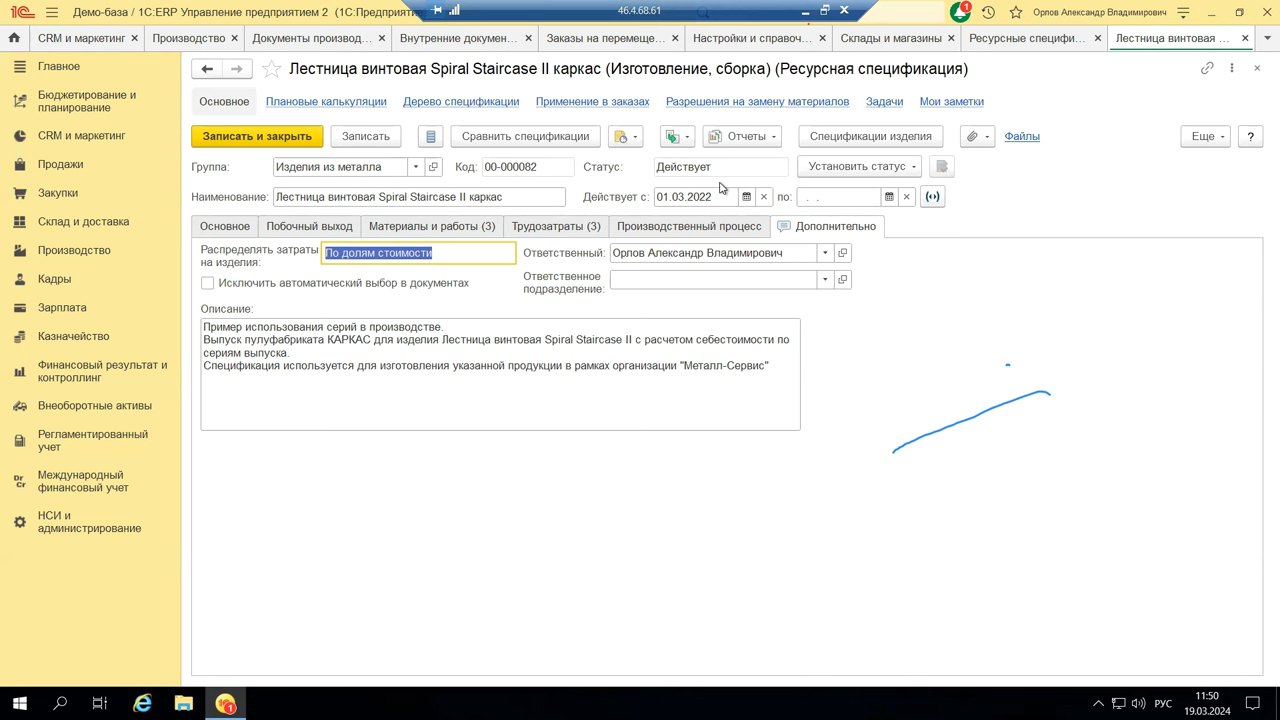 46.4.68.61
Демо-база / 1С:ERP Управление предприятием 2 (1С:Предприятие
1
Орлов Александр Владимирович
CRM и маркетинг
Производство
Документы производ...
Внутренние докумен...
Заказы на перемеще...
Настройки и справоч...
Склады и магазины
Ресурсные специфи...
Лестница винтовая ...
Лестница винтовая Spiral Staircase II каркас (Изготовление, сборка) (Ресурсная спецификация)
Основное
Плановые калькуляции
Дерево спецификации
Применение в заказах
Разрешения на замену материалов
Задачи
Мои заметки
Записать и закрыть
Записать
Сравнить спецификации
Отчеты
Спецификации изделия
Файлы
Еще
?
Группа:
Изделия из металла
Код:
00-000082
Статус:
Действует
Установить статус
Наименование:
Лестница винтовая Spiral Staircase II каркас
Действует с:
01.03.2022
по:
. .
Основное
Побочный выход
Материалы и работы (3)
Трудозатраты (3)
Производственный процесс
Дополнительно
Распределять затраты
на изделия:
По долям стоимости
Ответственный:
Орлов Александр Владимирович
Исключить автоматический выбор в документах
Ответственное
подразделение:
Описание:
Пример использования серий в производстве.
Выпуск пулуфабриката КАРКАС для изделия Лестница винтовая Spiral Staircase II с расчетом себестоимости по
сериям выпуска.
Спецификация используется для изготовления указанной продукции в рамках организации "Металл-Сервис"
Главное
Бюджетирование и
планирование
CRM и маркетинг
Продажи
Закупки
Склад и доставка
Производство
Кадры
Зарплата
Казначейство
Финансовый результат и
контроллинг
Внеоборотные активы
Регламентированный
учет
Международный
финансовый учет
НСИ и
администрирование
РУС
11:50
19.03.2024